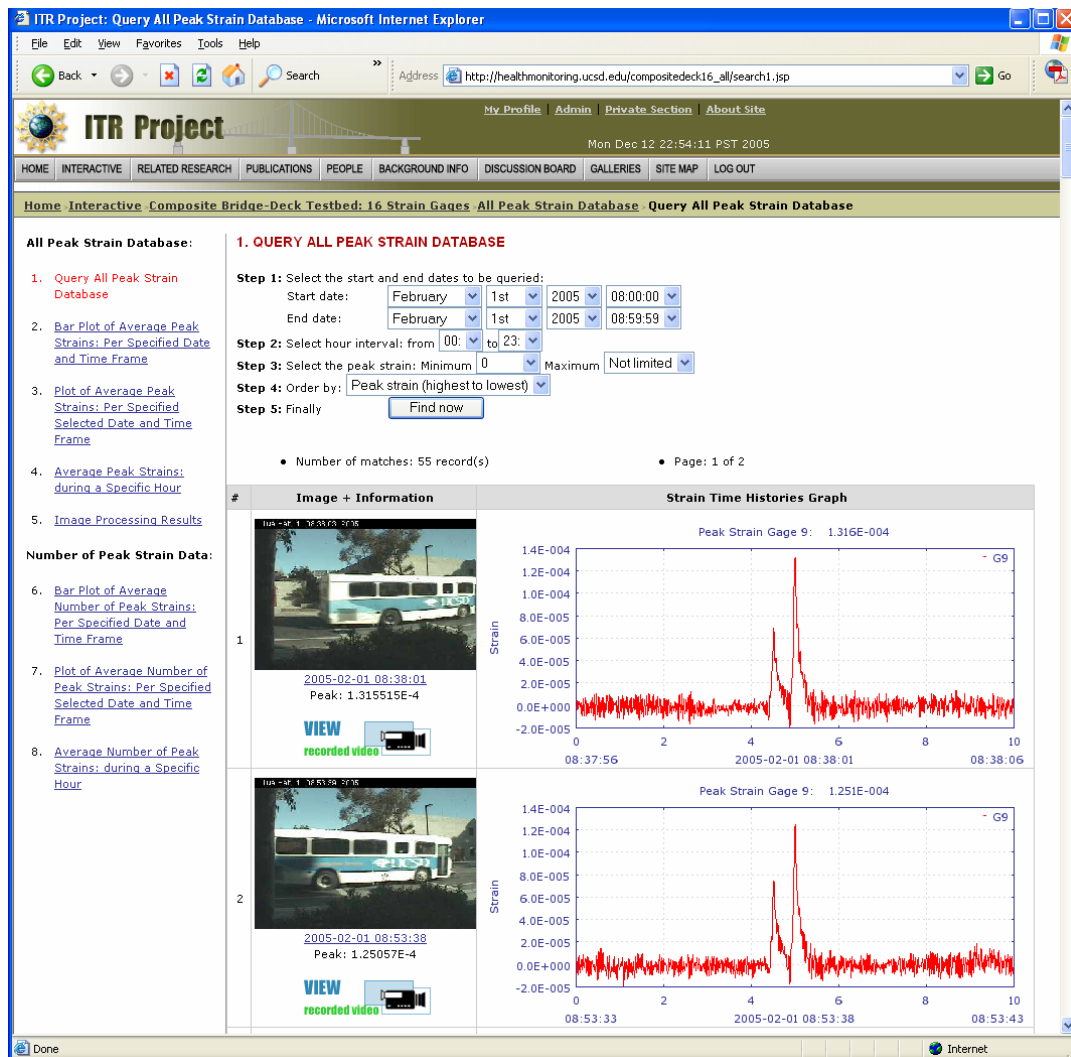 ITR Project: Query All Peak Strain Database - Microsoft Internet Explorer
File Edit View Favorites Tools Help
Back Search » Address http://healthmonitoring.ucsd.edu/compositedeck16_all/search1.jsp Go
My Profile | Admin | Private Section | About Site
ITR Project
Mon Dec 12 22:54:11 PST 2005
HOME INTERACTIVE RELATED RESEARCH PUBLICATIONS PEOPLE BACKGROUND INFO DISCUSSION BOARD GALLERIES SITE MAP LOG OUT
Home Interactive Composite Bridge-Deck Testbed: 16 Strain Gages All Peak Strain Database Query All Peak Strain Database
All Peak Strain Database:
1. Query All Peak Strain
Database
2. Bar Plot of Average Peak
Strains: Per Specified Date
and Time Frame
3. Plot of Average Peak
Strains: Per Specified
Selected Date and Time
Frame
4. Average Peak Strains:
during a Specific Hour
5. Image Processing Results
Number of Peak Strain Data:
6. Bar Plot of Average
Number of Peak Strains:
Per Specified Date and
Time Frame
7. Plot of Average Number of
Peak Strains: Per Specified
Selected Date and Time
Frame
8. Average Number of Peak
Strains: during a Specific
Hour
1. QUERY ALL PEAK STRAIN DATABASE
Step 1: Select the start and end dates to be queried:
Start date: February 1st 2005 08:00:00
End date: February 1st 2005 08:59:59
Step 2: Select hour interval: from 00: to 23:
Step 3: Select the peak strain: Minimum 0 Maximum Not limited
Step 4: Order by: Peak strain (highest to lowest)
Step 5: Finally Find now
• Number of matches: 55 record(s) • Page: 1 of 2
# Image + Information Strain Time Histories Graph
1
UCSD
2005-02-01 08:38:01
Peak: 1.315515E-4
VIEW
recorded video
Peak Strain Gage 9: 1.316E-004
- G9
Strain
1.4E-004
1.2E-004
1.0E-004
8.0E-005
6.0E-005
4.0E-005
2.0E-005
0.0E+000
-2.0E-005
0 2 4 6 8 10
08:37:56 2005-02-01 08:38:01 08:38:06
2
UCSD
2005-02-01 08:53:38
Peak: 1.25057E-4
VIEW
recorded video
Peak Strain Gage 9: 1.251E-004
- G9
Strain
1.4E-004
1.2E-004
1.0E-004
8.0E-005
6.0E-005
4.0E-005
2.0E-005
0.0E+000
-2.0E-005
0 2 4 6 8 10
08:53:33 2005-02-01 08:53:38 08:53:43
Done Internet